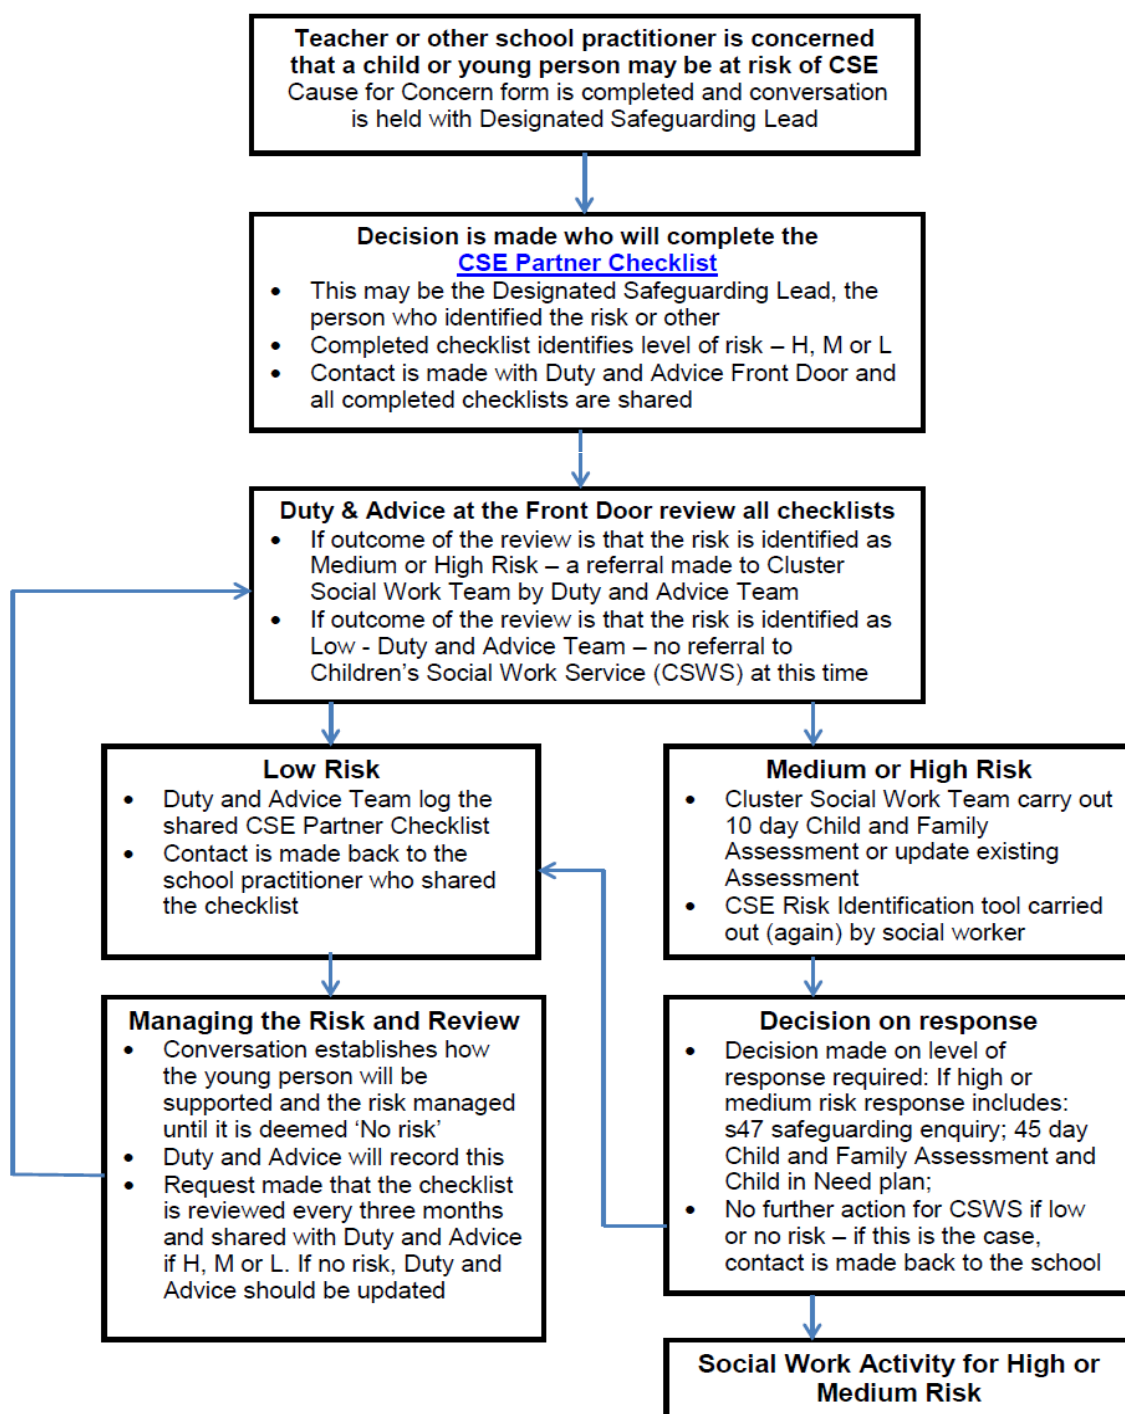 Teacher or other school practitioner is concerned
that a child or young person may be at risk of CSE
Cause for Concern form is completed and conversation
is held with Designated Safeguarding Lead
Decision is made who will complete the
CSE Partner Checklist
• This may be the Designated Safeguarding Lead, the
person who identified the risk or other
• Completed checklist identifies level of risk – H, M or L
• Contact is made with Duty and Advice Front Door and
all completed checklists are shared
Duty & Advice at the Front Door review all checklists
• If outcome of the review is that the risk is identified as
Medium or High Risk – a referral made to Cluster
Social Work Team by Duty and Advice Team
• If outcome of the review is that the risk is identified as
Low - Duty and Advice Team – no referral to
Children's Social Work Service (CSWS) at this time
Low Risk
• Duty and Advice Team log the
shared CSE Partner Checklist
• Contact is made back to the
school practitioner who shared
the checklist
Medium or High Risk
• Cluster Social Work Team carry out
10 day Child and Family
Assessment or update existing
Assessment
• CSE Risk Identification tool carried
out (again) by social worker
Managing the Risk and Review
• Conversation establishes how
the young person will be
supported and the risk managed
until it is deemed 'No risk'
• Duty and Advice will record this
• Request made that the checklist
is reviewed every three months
and shared with Duty and Advice
if H, M or L. If no risk, Duty and
Advice should be updated
Decision on response
• Decision made on level of
response required: If high or
medium risk response includes:
s47 safeguarding enquiry; 45 day
Child and Family Assessment and
Child in Need plan;
• No further action for CSWS if low
or no risk – if this is the case,
contact is made back to the school
Social Work Activity for High or
Medium Risk